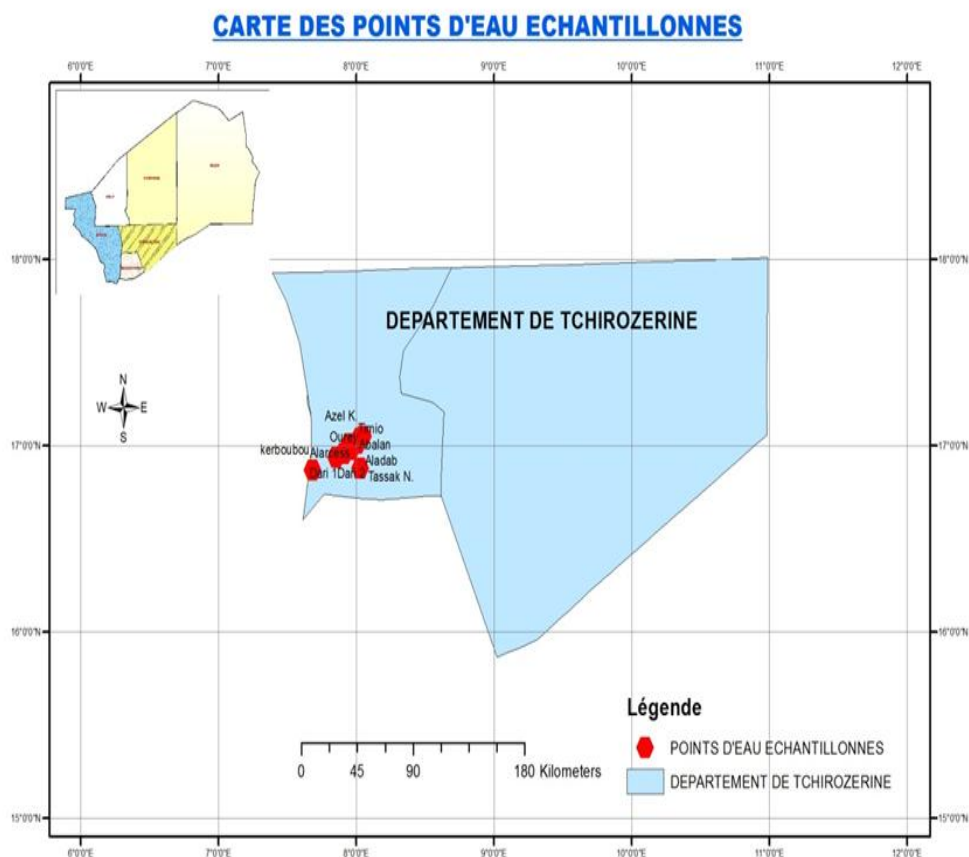 CARTE DES POINTS D'EAU ECHANTILLONNES
6°0'0"E 7°0'0"E 8°0'0"E 9°0'0"E 10°0'0"E 11°0'0"E 12°0'0"E
18°0'0"N 18°0'0"N
DEPARTEMENT DE TCHIROZERINE
N
W E
S
Azel K.
Timio
Ourej
Abalan
17°0'0"N 17°0'0"N
kerboubou
Aladab
Dari 1 Dari 2
Tassak N.
16°0'0"N 16°0'0"N
Légende
POINTS D'EAU ECHANTILLONNES
0 45 90 180 Kilometers
DEPARTEMENT DE TCHIROZERINE
15°0'0"N 15°0'0"N
6°0'0"E 7°0'0"E 8°0'0"E 9°0'0"E 10°0'0"E 11°0'0"E 12°0'0"E